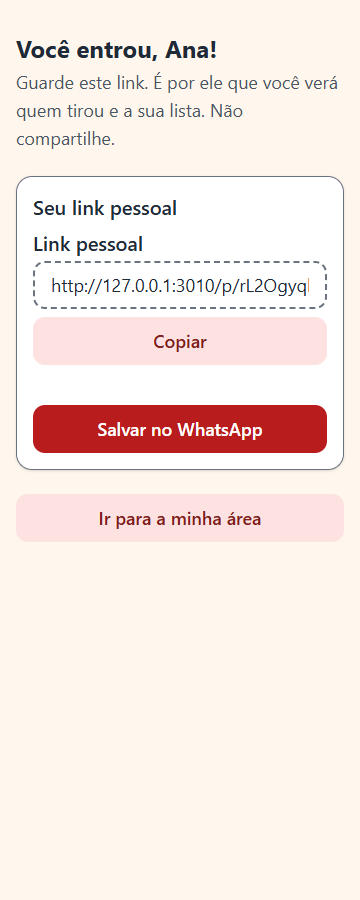 Você entrou, Ana!
Guarde este link. É por ele que você verá
quem tirou e a sua lista. Não
compartilhe.
Seu link pessoal
Link pessoal
http://127.0.0.1:3010/p/rL2Ogyq
Copiar
Salvar no WhatsApp
Ir para a minha área